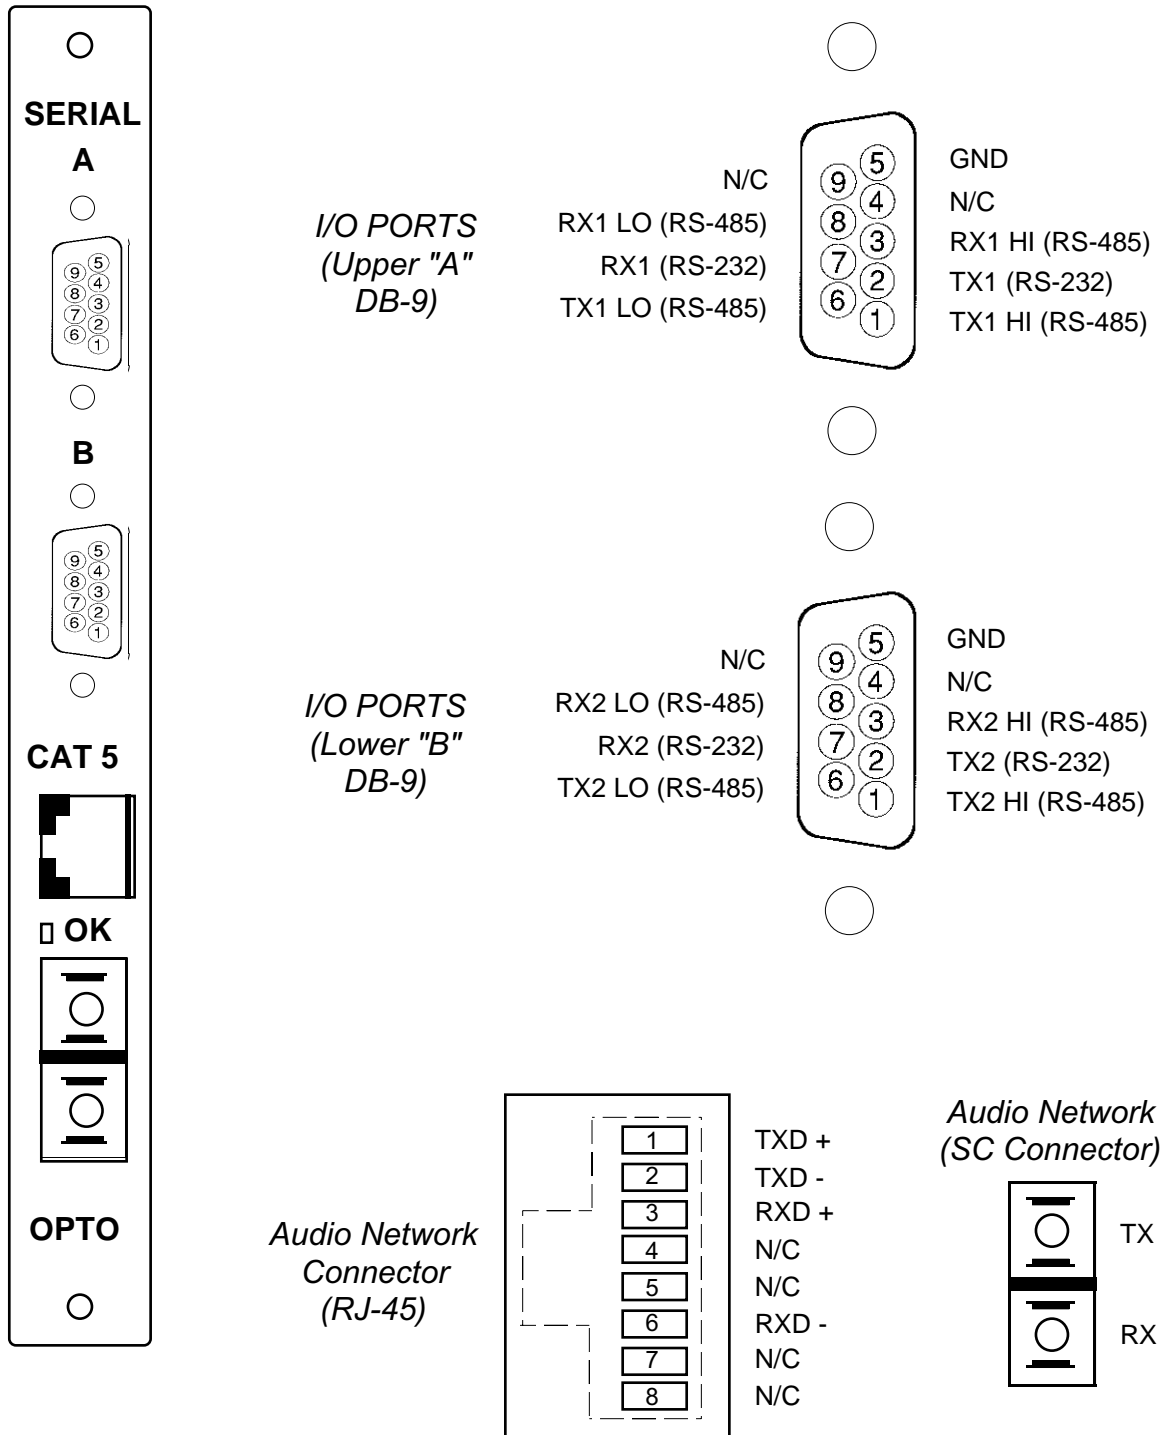 SERIAL
A
9
8
7
6
5
4
3
2
1
B
9
8
7
6
5
4
3
2
1
CAT 5
OK
OPTO
I/O PORTS
(Upper "A"
DB-9)
N/C
RX1 LO (RS-485)
RX1 (RS-232)
TX1 LO (RS-485)
9
8
7
6
5
4
3
2
1
GND
N/C
RX1 HI (RS-485)
TX1 (RS-232)
TX1 HI (RS-485)
I/O PORTS
(Lower "B"
DB-9)
N/C
RX2 LO (RS-485)
RX2 (RS-232)
TX2 LO (RS-485)
9
8
7
6
5
4
3
2
1
GND
N/C
RX2 HI (RS-485)
TX2 (RS-232)
TX2 HI (RS-485)
Audio Network
Connector
(RJ-45)
1 TXD +
2 TXD -
3 RXD +
4 N/C
5 N/C
6 RXD -
7 N/C
8 N/C
Audio Network
(SC Connector)
TX
RX